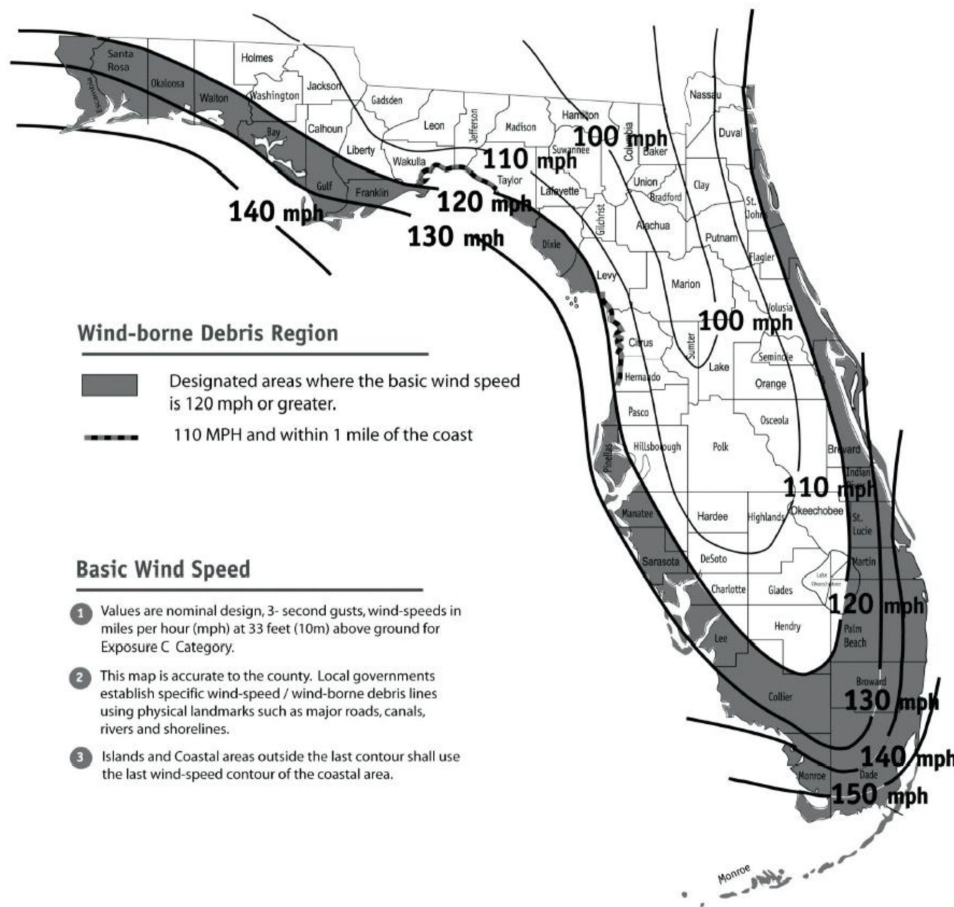 Santa
Rosa
Escambia
Okaloosa
Walton
Holmes
Washington
Jackson
Bay
Calhoun
Gulf
Gadsden
Liberty
Franklin
Leon
Wakulla
Jefferson
Madison
Taylor
Hamilton
Suwannee
Lafayette
Columbia
Baker
Nassau
Duval
Union
Bradford
Clay
St.
Johns
Dixie
Gilchrist
Alachua
Putnam
Flagler
Levy
Marion
Volusia
Citrus
Sumter
Lake
Seminole
Hernando
Orange
Pasco
Osceola
Pinellas
Hillsborough
Polk
Brevard
Indian
Manatee
Hardee
Highlands
Okeechobee
St.
Lucie
Sarasota
DeSoto
Martin
Charlotte
Glades
Lake
Okeechobee
Lee
Hendry
Palm
Beach
Collier
Broward
Monroe
Dade
Monroe
140 mph
130 mph
120 mph
110 mph
100 mph
100 mph
110 mph
120 mph
130 mph
140 mph
150 mph
Wind-borne Debris Region
Designated areas where the basic wind speed
is 120 mph or greater.
110 MPH and within 1 mile of the coast
Basic Wind Speed
1 Values are nominal design, 3- second gusts, wind-speeds in
miles per hour (mph) at 33 feet (10m) above ground for
Exposure C Category.
2 This map is accurate to the county. Local governments
establish specific wind-speed / wind-borne debris lines
using physical landmarks such as major roads, canals,
rivers and shorelines.
3 Islands and Coastal areas outside the last contour shall use
the last wind-speed contour of the coastal area.